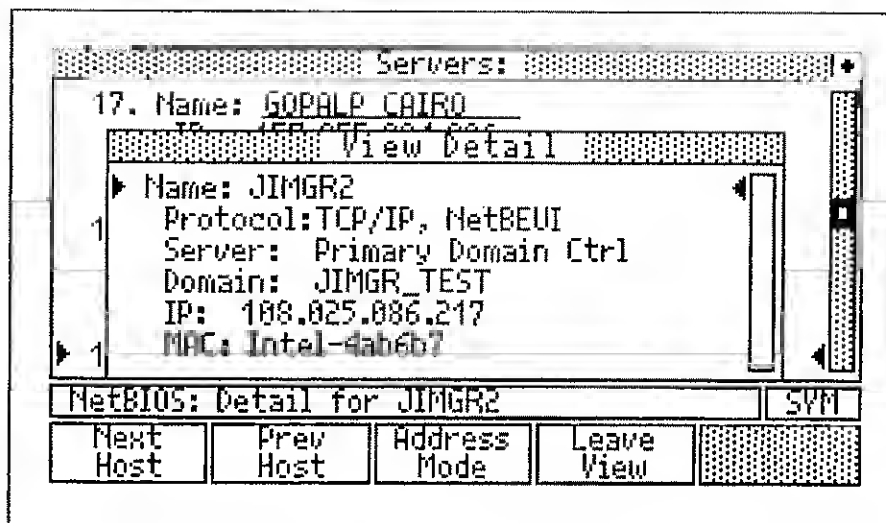 Servers:
17. Name: GOPALP CAIRO
View Detail
Name: JIMGR2
Protocol:TCP/IP, NetBEUI
Server: Primary Domain Ctrl
Domain: JIMGR_TEST
IP: 108.025.086.217
MAC: Intel-4ab6b7
NetBIOS: Detail for JIMGR2 SYM
Next Host
Prev Host
Address Mode
Leave View